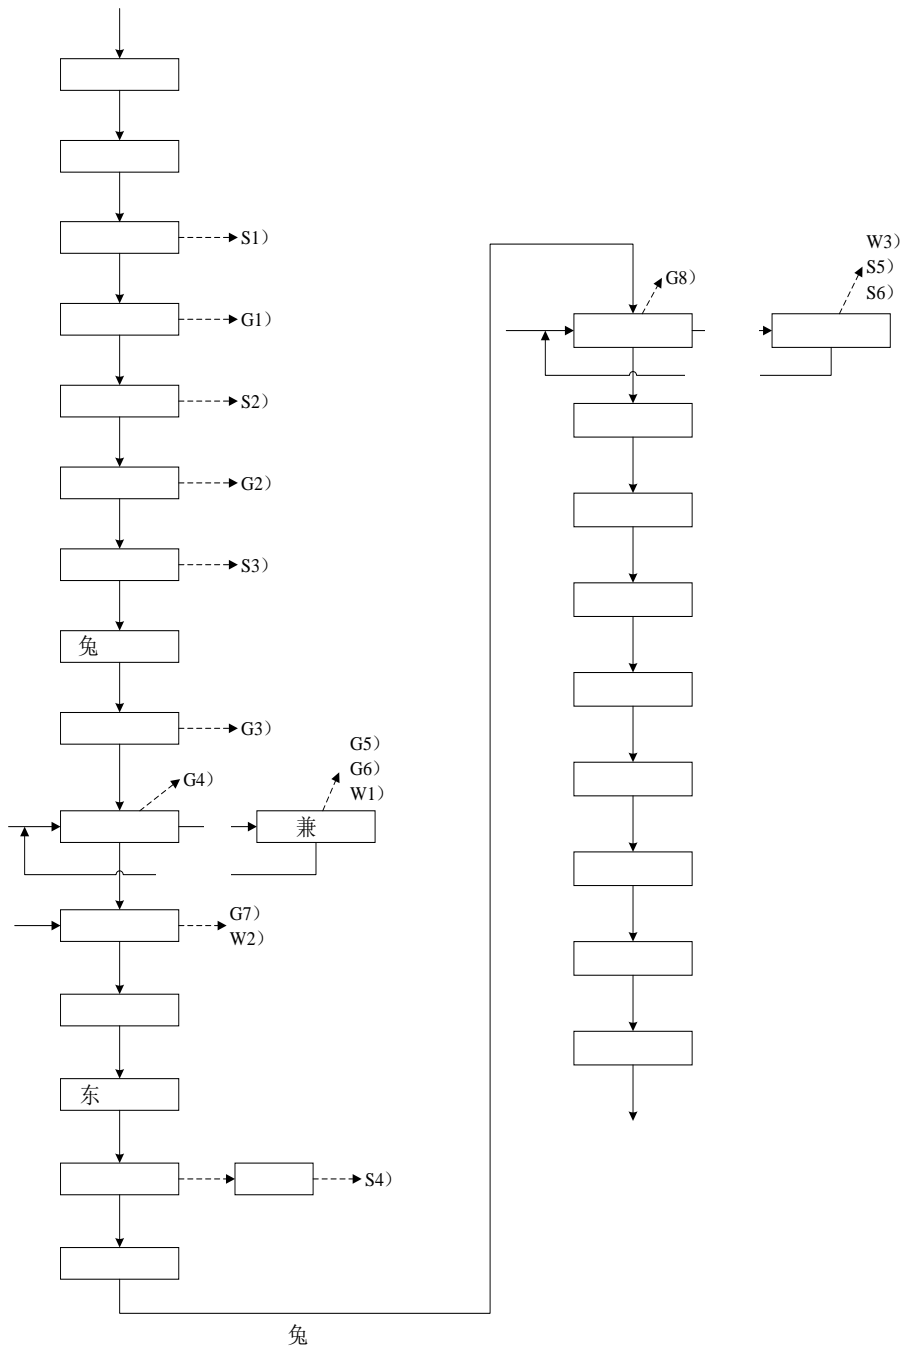 S1）
G1）
S2）
G2）
S3）
兔
G3）
G4）
G5）
G6）
W1）
兼
G7）
W2）
东
S4）
兔
G8）
W3）
S5）
S6）